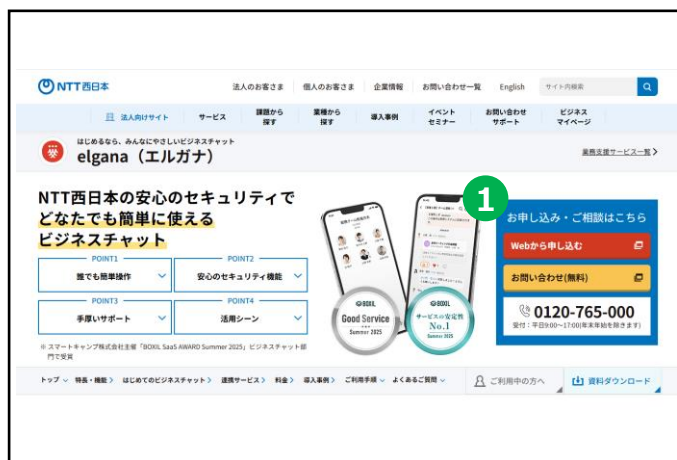 NTT西日本
法人のお客さま 個人のお客さま 企業情報 お問い合わせ一覧 English サイト内検索
法人向けサイト サービス 課題から探す 業種から探す 導入事例 イベントセミナー お問い合わせサポート ビジネスマイページ
はじめるなら、みんなにやさしいビジネスチャット
elgana（エルガナ）
業務支援サービス一覧
NTT西日本の安心のセキュリティで
どなたでも簡単に使える
ビジネスチャット
POINT1
誰でも簡単操作
POINT2
安心のセキュリティ機能
POINT3
手厚いサポート
POINT4
活用シーン
※ スマートキャンプ株式会社主催「BOXIL SaaS AWARD Summer 2025」ビジネスチャット部
門で受賞
BOXIL
Good Service
Summer 2025
BOXIL
サービスの安定性
No.1
Summer 2025
1
お申し込み・ご相談はこちら
Webから申し込む
お問い合わせ(無料)
0120-765-000
受付：平日9:00～17:00(年末年始を除きます)
トップ 特長・機能 はじめてのビジネスチャット 連携サービス 料金 導入事例 ご利用手順 よくあるご質問 ご利用中の方へ 資料ダウンロード